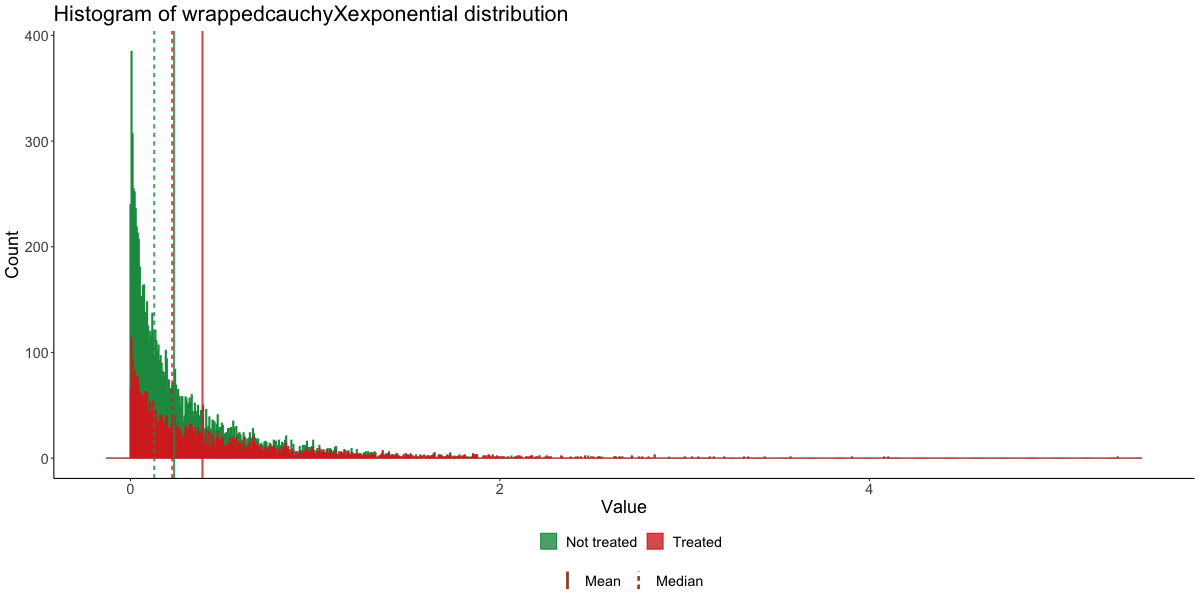 Histogram of wrappedcauchyXexponential distribution
400
300
200
100
0
Count
0 2 4
Value
Not treated Treated
Mean Median